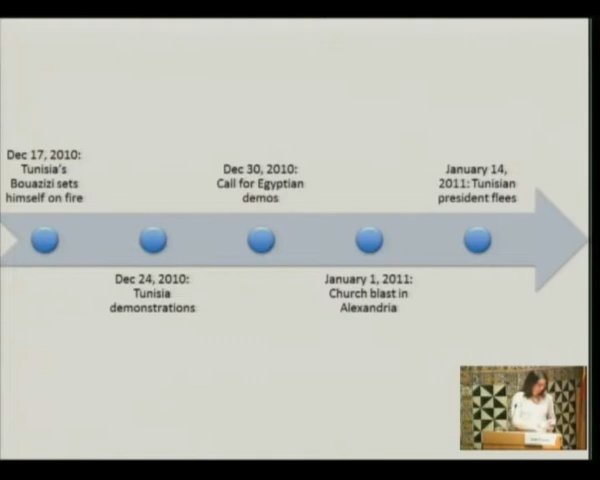 Dec 17, 2010:
Tunisia's
Bouazizi sets
himself on fire
Dec 24, 2010:
Tunisia
demonstrations
Dec 30, 2010:
Call for Egyptian
demos
January 1, 2011:
Church blast in
Alexandria
January 14,
2011: Tunisian
president flees